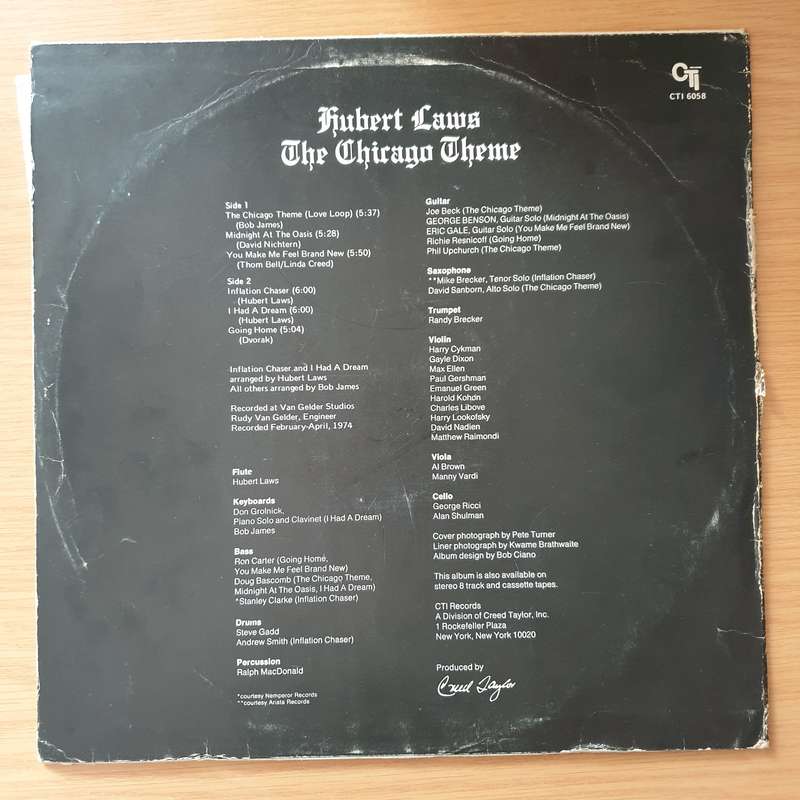 CTI
CTI 6058
Hubert Laws
The Chicago Theme
Side 1
The Chicago Theme (Love Loop) (5:37)
(Bob James)
Midnight At The Oasis (5:28)
(David Nichtern)
You Make Me Feel Brand New (5:50)
(Thom Bell/Linda Creed)
Side 2
Inflation Chaser (6:00)
(Hubert Laws)
I Had A Dream (6:00)
(Hubert Laws)
Going Home (5:04)
(Dvorak)
Inflation Chaser and I Had A Dream
arranged by Hubert Laws
All others arranged by Bob James
Recorded at Van Gelder Studios
Rudy Van Gelder, Engineer
Recorded February-April, 1974
Flute
Hubert Laws
Keyboards
Don Grolnick,
Piano Solo and Clavinet (I Had A Dream)
Bob James
Bass
Ron Carter (Going Home,
You Make Me Feel Brand New)
Doug Bascomb (The Chicago Theme,
Midnight At The Oasis, I Had A Dream)
*Stanley Clarke (Inflation Chaser)
Drums
Steve Gadd
Andrew Smith (Inflation Chaser)
Percussion
Ralph MacDonald
*courtesy Nemperor Records
**courtesy Arista Records
Guitar
Joe Beck (The Chicago Theme)
GEORGE BENSON, Guitar Solo (Midnight At The Oasis)
ERIC GALE, Guitar Solo (You Make Me Feel Brand New)
Richie Resnicoff (Going Home)
Phil Upchurch (The Chicago Theme)
Saxophone
**Mike Brecker, Tenor Solo (Inflation Chaser)
David Sanborn, Alto Solo (The Chicago Theme)
Trumpet
Randy Brecker
Violin
Harry Cykman
Gayle Dixon
Max Ellen
Paul Gershman
Emanuel Green
Harold Kohon
Charles Libove
Harry Lookofsky
David Nadien
Matthew Raimondi
Viola
Al Brown
Manny Vardi
Cello
George Ricci
Alan Shulman
Cover photograph by Pete Turner
Liner photograph by Kwame Brathwaite
Album design by Bob Ciano
This album is also available on
stereo 8 track and cassette tapes.
CTI Records
A Division of Creed Taylor, Inc.
1 Rockefeller Plaza
New York, New York 10020
Produced by
Creed Taylor